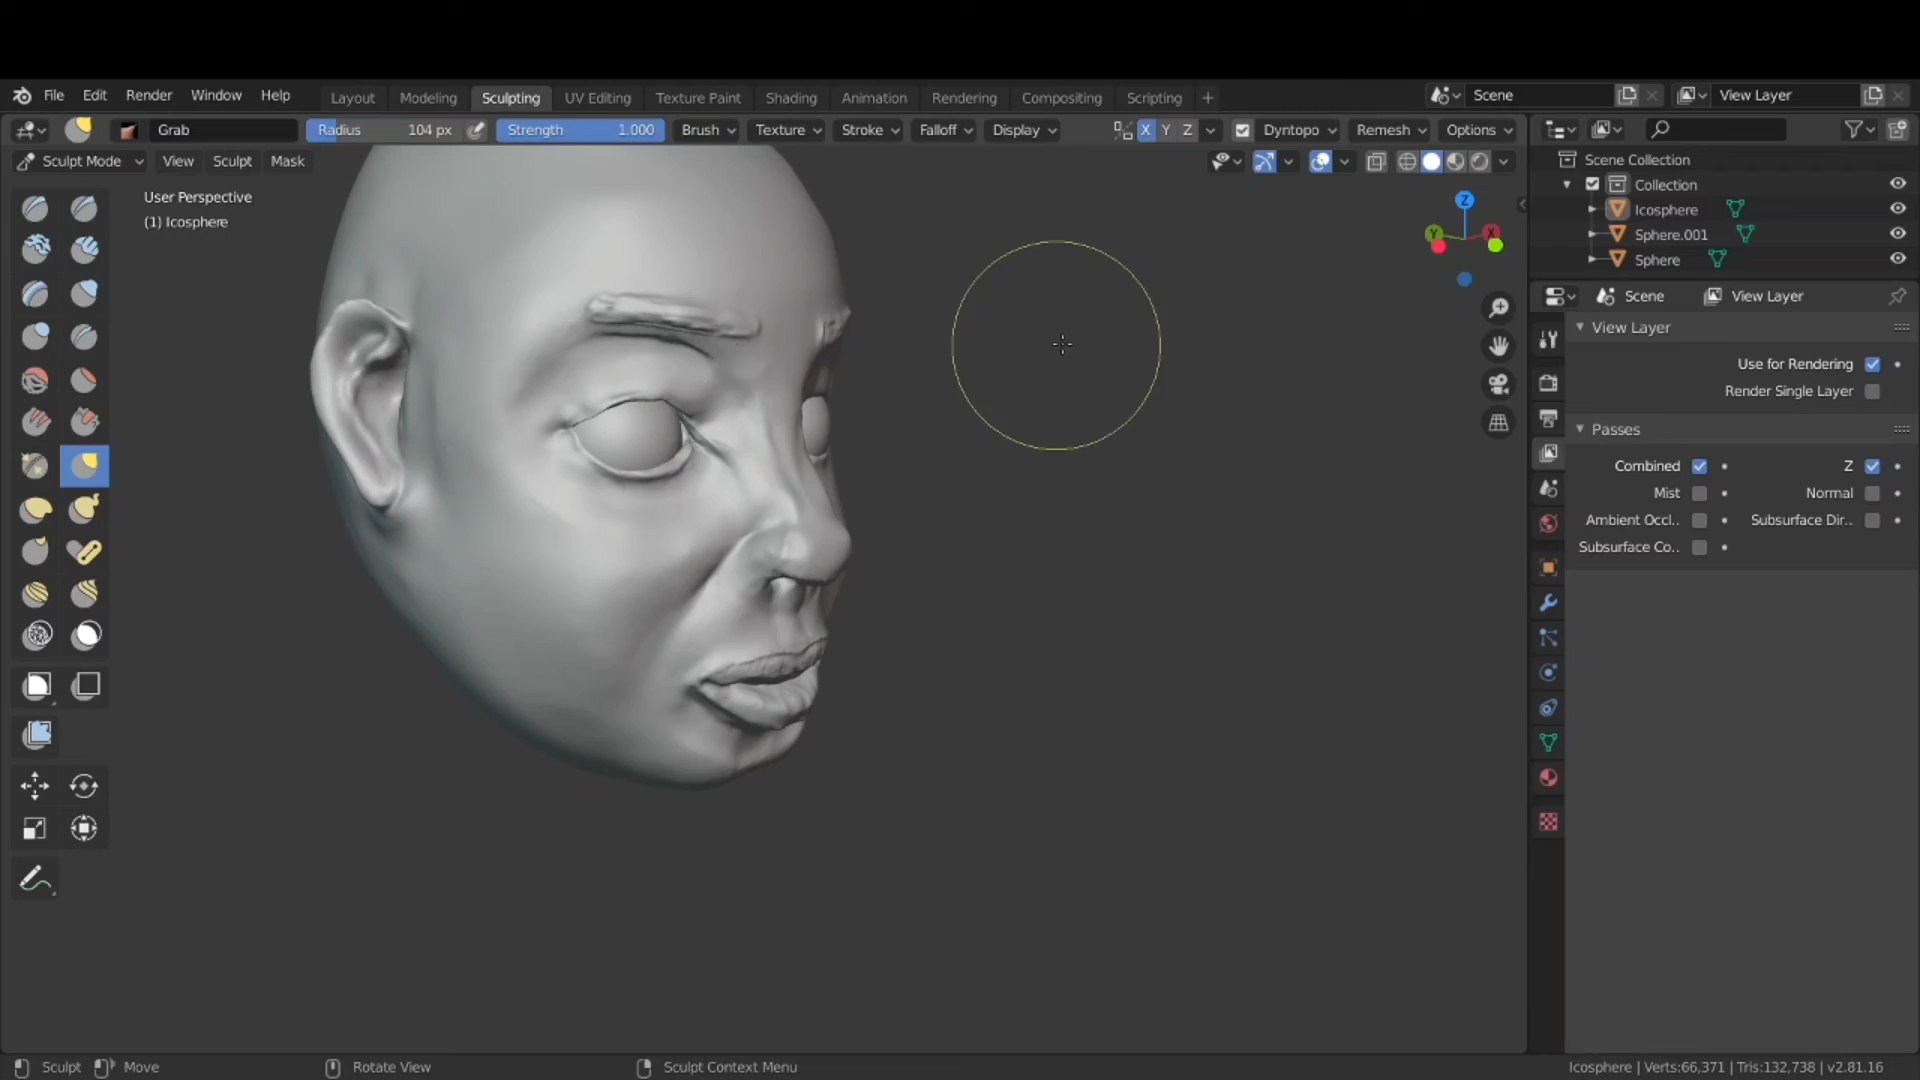 File Edit Render Window Help Layout Modeling Sculpting UV Editing Texture Paint Shading Animation Rendering Compositing Scripting + Scene View Layer
Grab Radius 104 px Strength 1.000 Brush Texture Stroke Falloff Display X Y Z Dyntopo Remesh Options
Sculpt Mode View Sculpt Mask
User Perspective
(1) Icosphere
Z
Y X
Scene Collection
Collection
Icosphere
Sphere.001
Sphere
Scene View Layer
View Layer
Use for Rendering
Render Single Layer
Passes
Combined Z
Mist Normal
Ambient Occl.. Subsurface Dir..
Subsurface Co..
Sculpt Move Rotate View Sculpt Context Menu Icosphere | Verts:66,371 | Tris:132,738 | v2.81.16